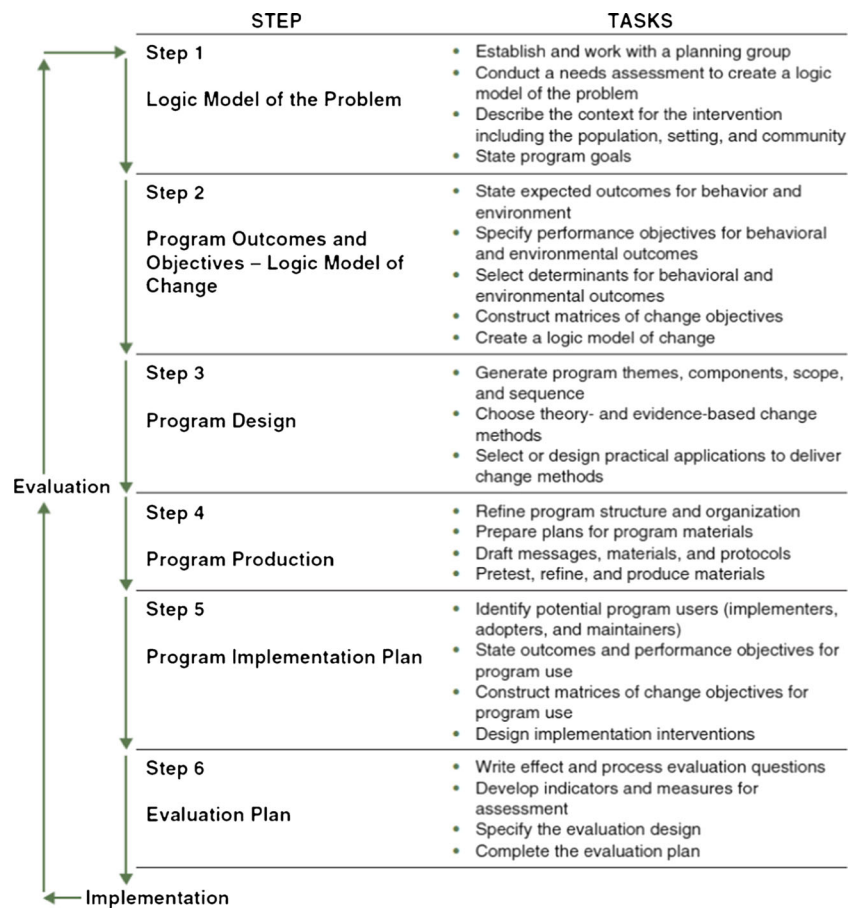 STEP TASKS
Step 1
Logic Model of the Problem
• Establish and work with a planning group
• Conduct a needs assessment to create a logic
model of the problem
• Describe the context for the intervention
including the population, setting, and community
• State program goals
Step 2
Program Outcomes and
Objectives – Logic Model of
Change
• State expected outcomes for behavior and
environment
• Specify performance objectives for behavioral
and environmental outcomes
• Select determinants for behavioral and
environmental outcomes
• Construct matrices of change objectives
• Create a logic model of change
Step 3
Program Design
• Generate program themes, components, scope,
and sequence
• Choose theory- and evidence-based change
methods
• Select or design practical applications to deliver
change methods
Evaluation
Step 4
Program Production
• Refine program structure and organization
• Prepare plans for program materials
• Draft messages, materials, and protocols
• Pretest, refine, and produce materials
Step 5
Program Implementation Plan
• Identify potential program users (implementers,
adopters, and maintainers)
• State outcomes and performance objectives for
program use
• Construct matrices of change objectives for
program use
• Design implementation interventions
Step 6
Evaluation Plan
• Write effect and process evaluation questions
• Develop indicators and measures for
assessment
• Specify the evaluation design
• Complete the evaluation plan
Implementation